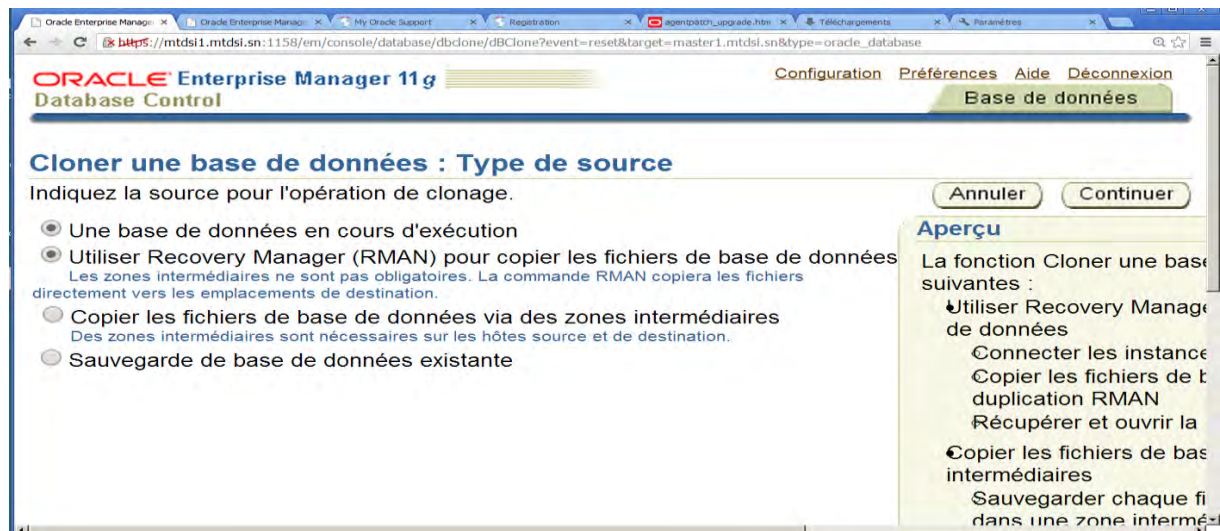 Oracle Enterprise Manage
Oracle Enterprise Manage
My Oracle Support
Registration
agentpatch_upgrade.htm
Téléchargements
Paramètres
https://mtdsi1.mtdsi.sn:1158/em/console/database/dbclone/dBClone?event=reset&target=master1.mtdsi.sn&type=oracle_database
ORACLE Enterprise Manager 11g
Database Control
Configuration Préférences Aide Déconnexion
Base de données
Cloner une base de données : Type de source
Indiquez la source pour l'opération de clonage.
Annuler Continuer
Une base de données en cours d'exécution
Utiliser Recovery Manager (RMAN) pour copier les fichiers de base de données
Les zones intermédiaires ne sont pas obligatoires. La commande RMAN copiera les fichiers
directement vers les emplacements de destination.
Copier les fichiers de base de données via des zones intermédiaires
Des zones intermédiaires sont nécessaires sur les hôtes source et de destination.
Sauvegarde de base de données existante
Aperçu
La fonction Cloner une base
suivantes :
Utiliser Recovery Manage
de données
Connecter les instance
Copier les fichiers de b
duplication RMAN
Récupérer et ouvrir la
Copier les fichiers de bas
intermédiaires
Sauvegarder chaque fi
dans une zone intermé